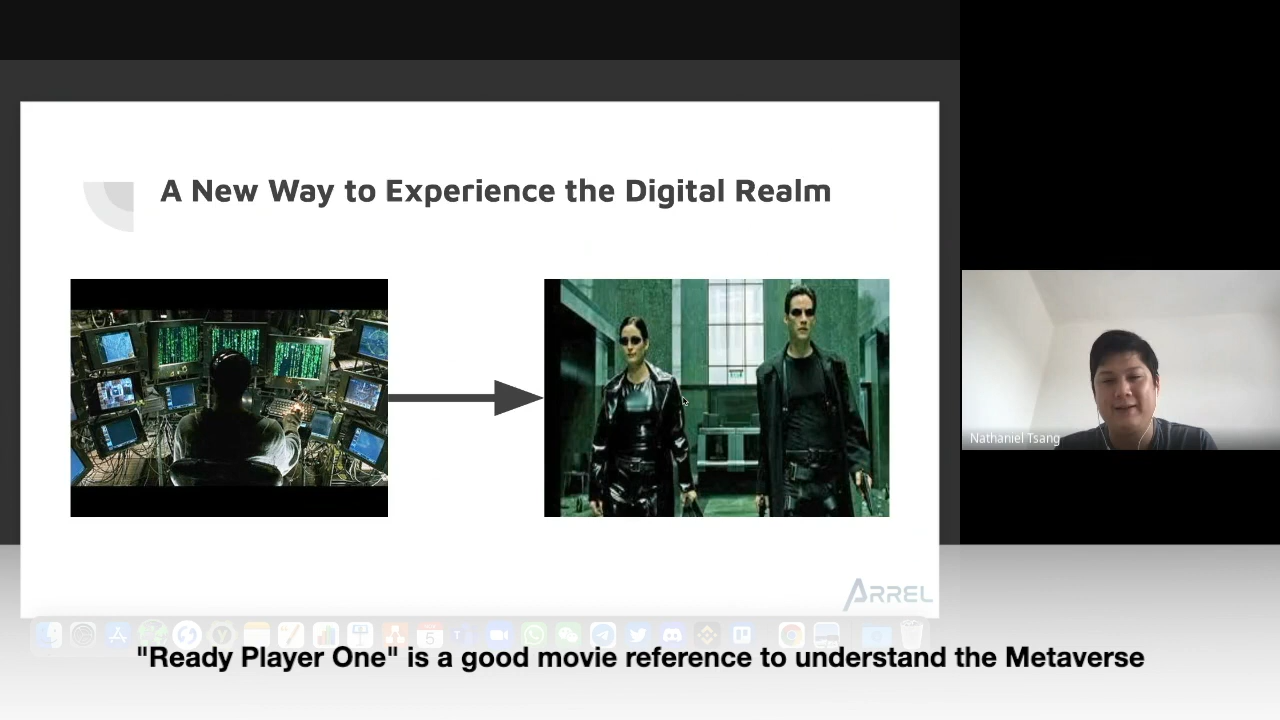 A New Way to Experience the Digital Realm
Nathaniel Tsang
ARREL
5
"Ready Player One" is a good movie reference to understand the Metaverse